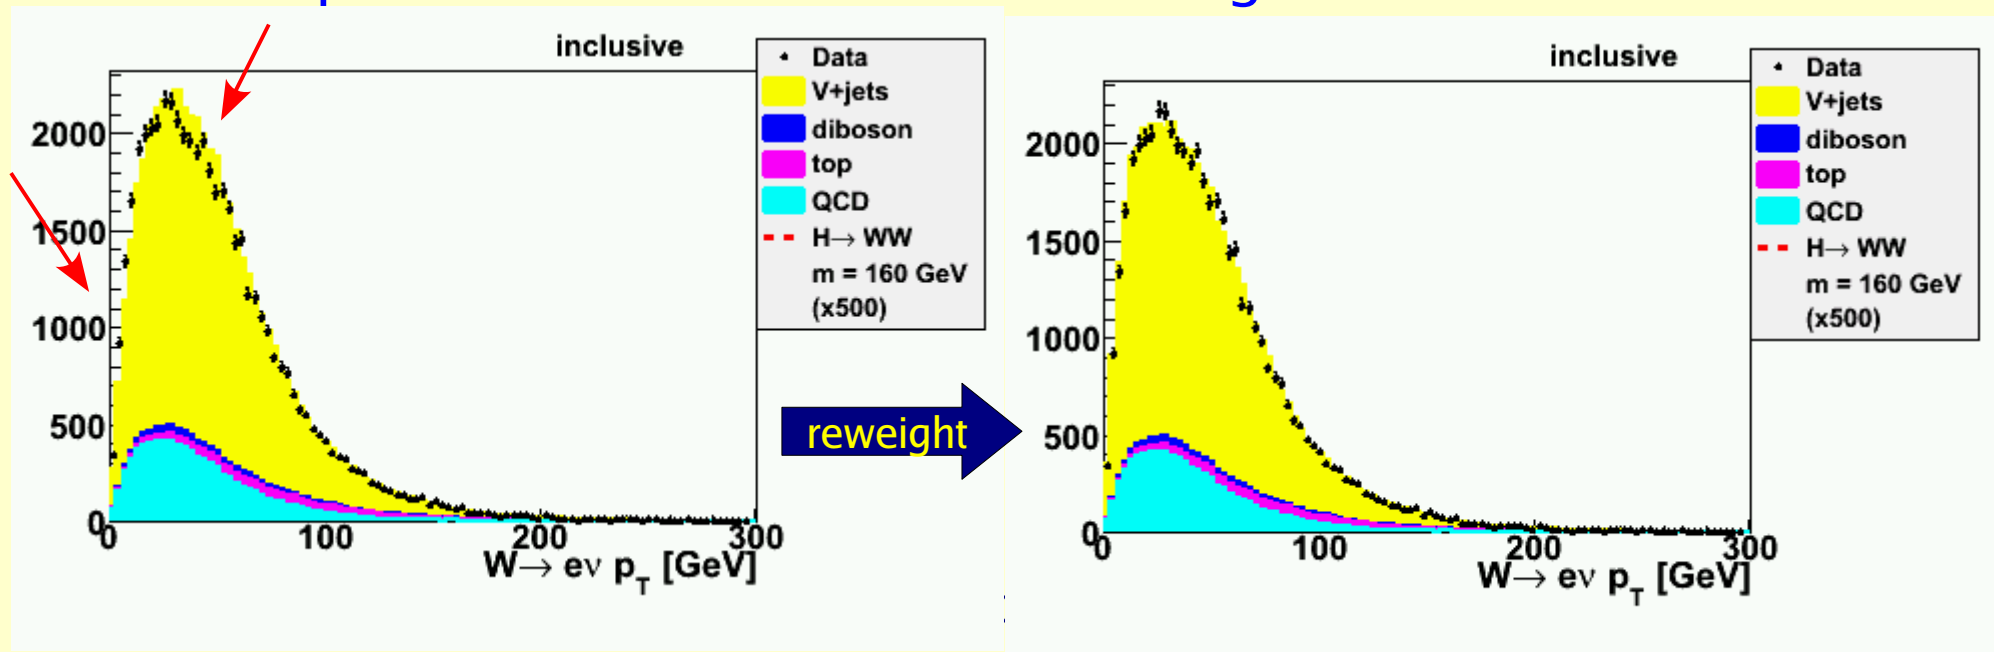 inclusive
Data
V+jets
diboson
top
QCD
H→ WW
m = 160 GeV
(x500)
2000
1500
1000
500
0
0 100 200 300
W→ eν p_T [GeV]
reweight
inclusive
Data
V+jets
diboson
top
QCD
H→ WW
m = 160 GeV
(x500)
2000
1500
1000
500
0
0 100 200 300
W→ eν p_T [GeV]